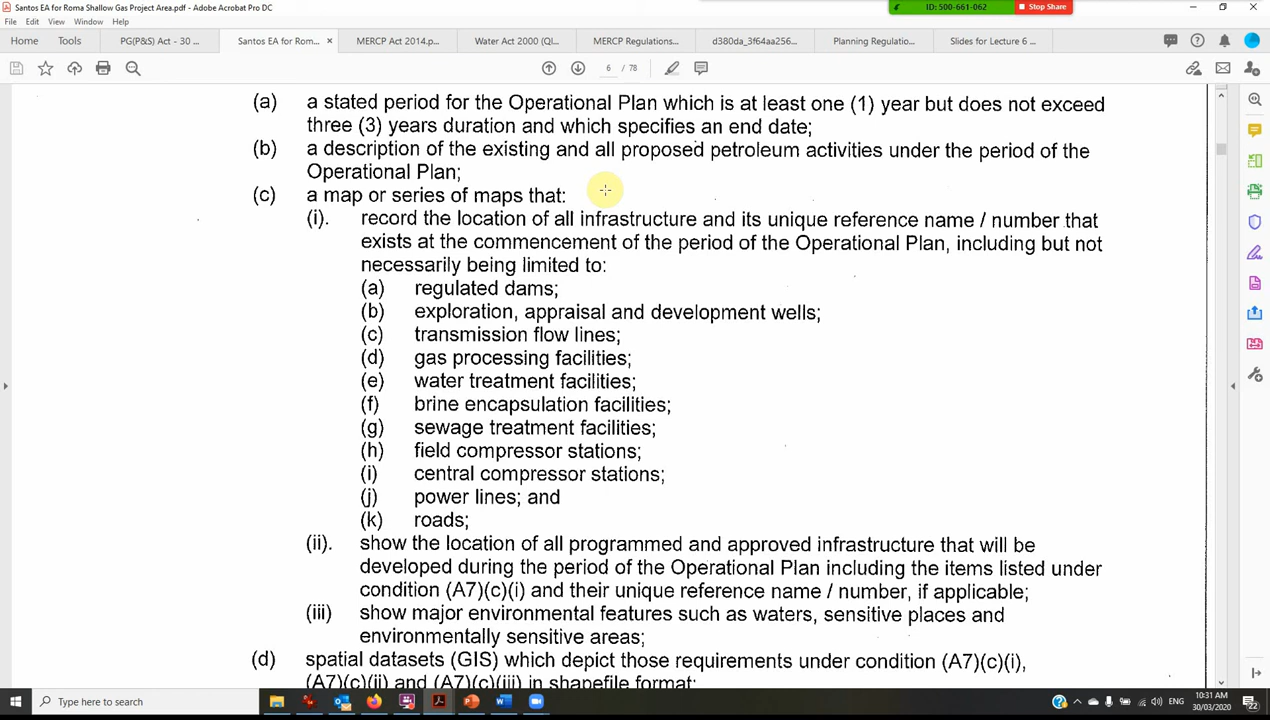 Santos EA for Roma Shallow Gas Project Area.pdf - Adobe Acrobat Pro DC
ID: 500-661-062
Stop Share
File Edit View Window Help
Home Tools PG(P&S) Act - 30 ... Santos EA for Rom... × MERCP Act 2014.p... Water Act 2000 (Ql... MERCP Regulations... d380da_3f64aa256... Planning Regulatio... Slides for Lecture 6 ...
6 / 78
(a) a stated period for the Operational Plan which is at least one (1) year but does not exceed
three (3) years duration and which specifies an end date;
(b) a description of the existing and all proposed petroleum activities under the period of the
Operational Plan;
(c) a map or series of maps that:
(i). record the location of all infrastructure and its unique reference name / number that
exists at the commencement of the period of the Operational Plan, including but not
necessarily being limited to:
(a) regulated dams;
(b) exploration, appraisal and development wells;
(c) transmission flow lines;
(d) gas processing facilities;
(e) water treatment facilities;
(f) brine encapsulation facilities;
(g) sewage treatment facilities;
(h) field compressor stations;
(i) central compressor stations;
(j) power lines; and
(k) roads;
(ii). show the location of all programmed and approved infrastructure that will be
developed during the period of the Operational Plan including the items listed under
condition (A7)(c)(i) and their unique reference name / number, if applicable;
(iii) show major environmental features such as waters, sensitive places and
environmentally sensitive areas;
(d) spatial datasets (GIS) which depict those requirements under condition (A7)(c)(i),
(A7)(c)(ii) and (A7)(c)(iii) in shapefile format;
Type here to search
ENG
10:31 AM
30/03/2020
22